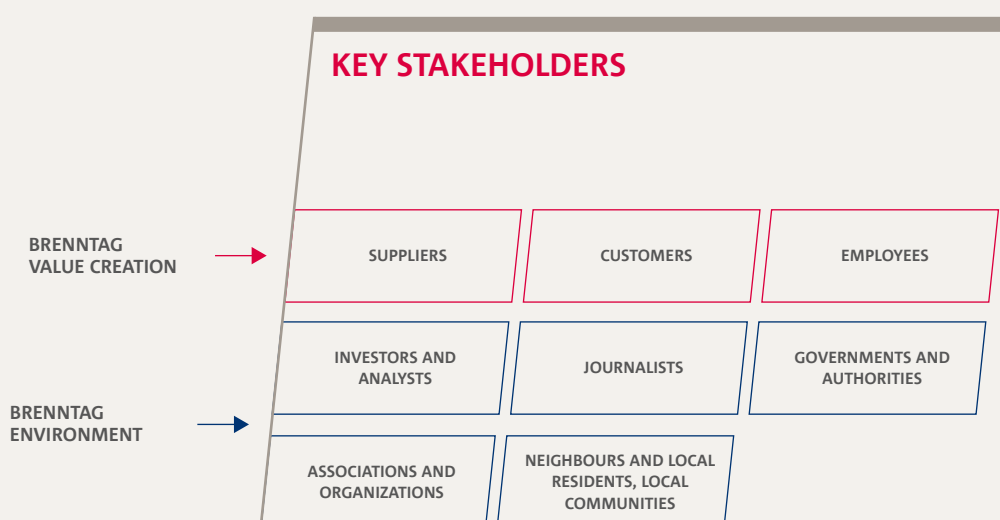 KEY STAKEHOLDERS
BRENNTAG
VALUE CREATION
SUPPLIERS
CUSTOMERS
EMPLOYEES
INVESTORS AND
ANALYSTS
JOURNALISTS
GOVERNMENTS AND
AUTHORITIES
BRENNTAG
ENVIRONMENT
ASSOCIATIONS AND
ORGANIZATIONS
NEIGHBOURS AND LOCAL
RESIDENTS, LOCAL
COMMUNITIES